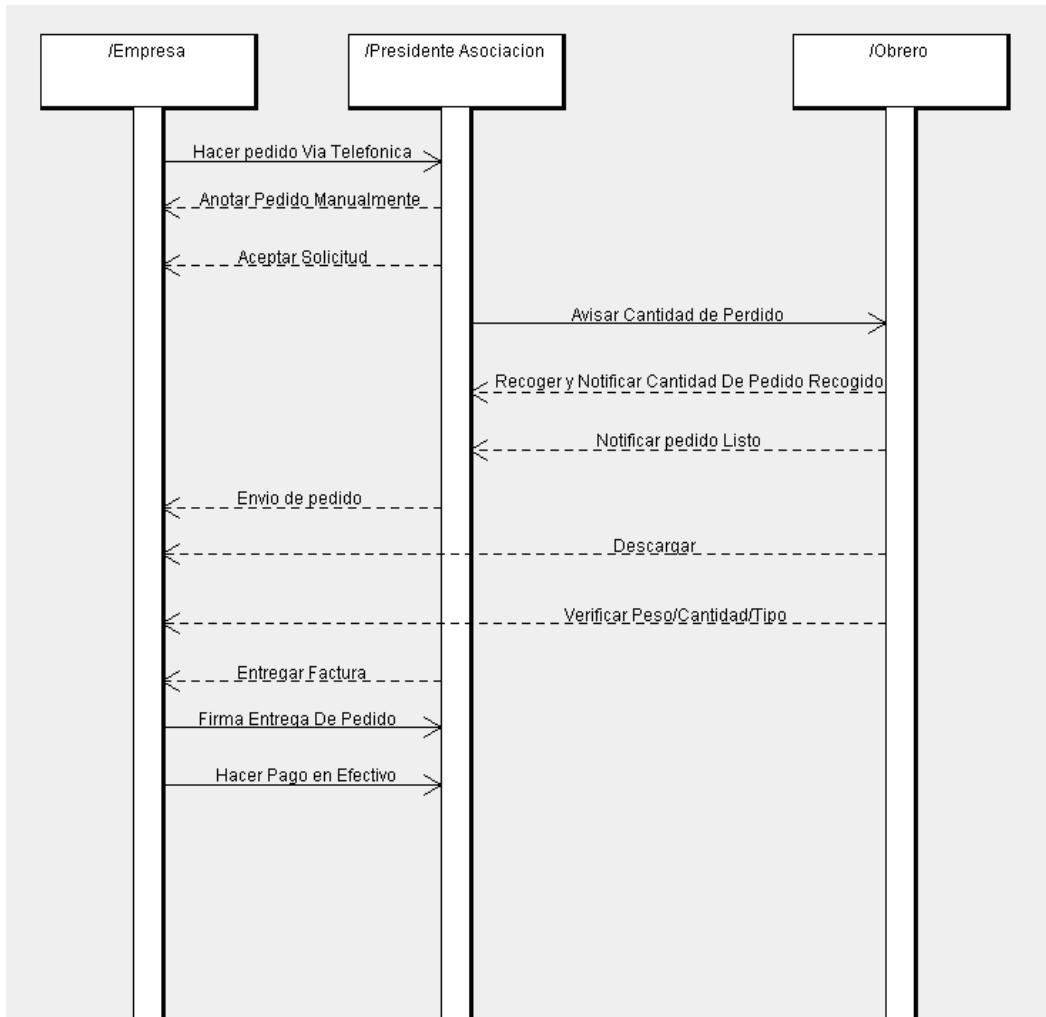 /Empresa
/Presidente Asociacion
/Obrero
Hacer pedido Via Telefonica
Anotar Pedido Manualmente
Aceptar Solicitud
Avisar Cantidad de Perdido
Recoger y Notificar Cantidad De Pedido Recogido
Notificar pedido Listo
Envio de pedido
Descargar
Verificar Peso/Cantidad/Tipo
Entregar Factura
Firma Entrega De Pedido
Hacer Pago en Efectivo